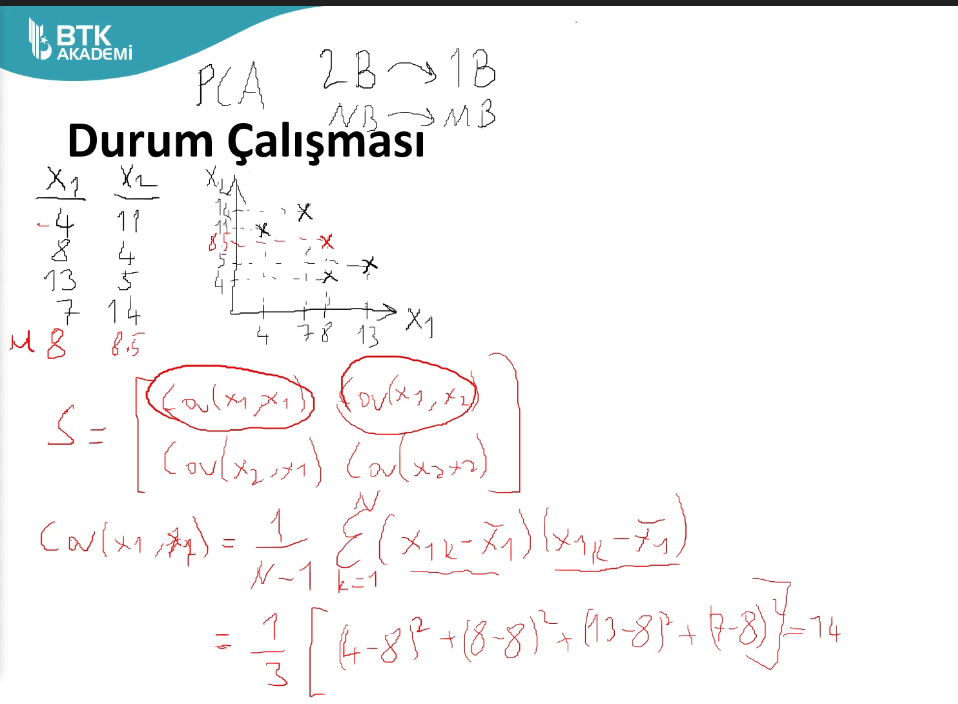 BTK
AKADEMİ
PCA 2B → 1B
NB → MB
Durum Çalışması
X1 X2
-4 11
8 4
13 5
7 14
M 8 8.5
X2
14
11
8.5
5
4
4 7 8 13 X1
S = [ Cov(x1,x1) Cov(x1,x2)
Cov(x2,x1) Cov(x2x2) ]
Cov(x1,x1) = 1/N-1 N Σ k=1 (x1k - x̄1)(x1k - x̄1)
= 1/3 [ (4-8)² + (8-8)² + (13-8)² + (7-8)² ] = 14